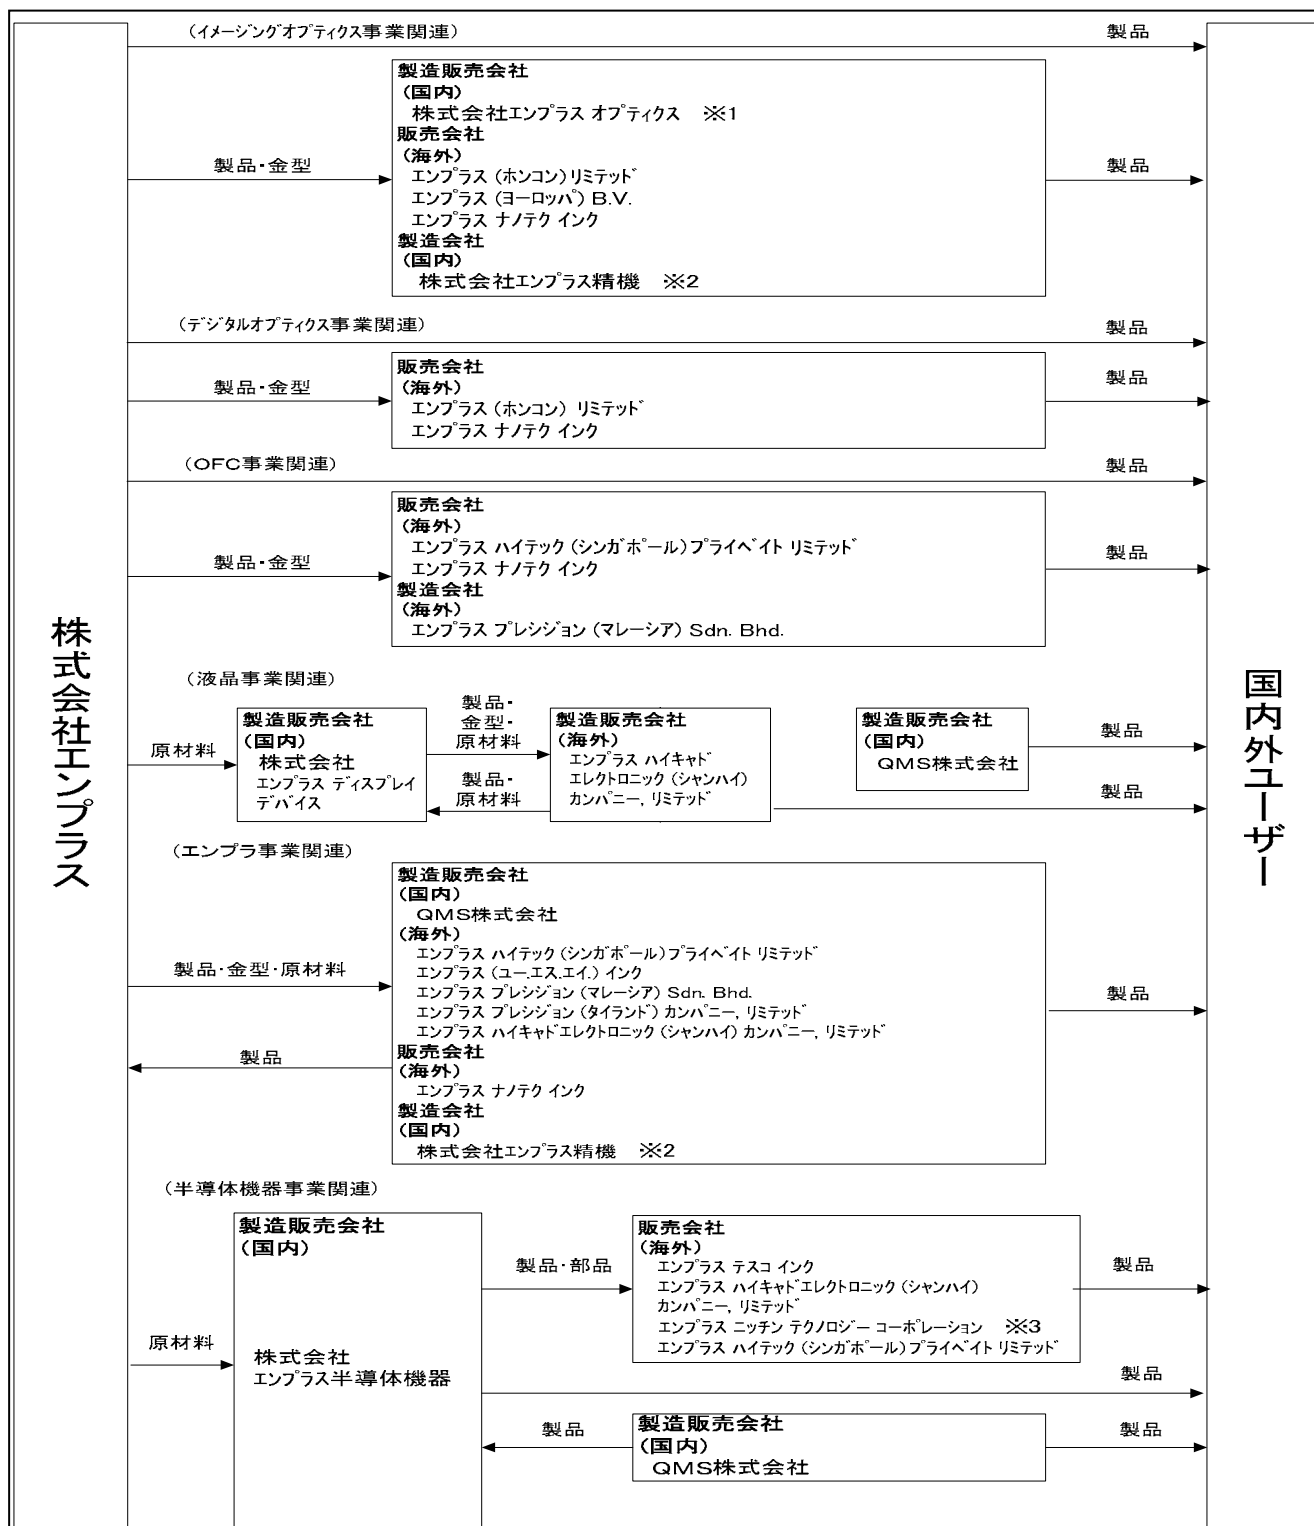 株式会社エンプラス
(イメージングオプティクス事業関連)
製品
製造販売会社
(国内)
株式会社エンプラス オプティクス ※1
販売会社
(海外)
エンプラス (ホンコン) リミテッド
エンプラス (ヨーロッパ) B.V.
エンプラス ナノテク インク
製造会社
(国内)
株式会社エンプラス精機 ※2
製品・金型
製品
(デジタルオプティクス事業関連)
製品
製品・金型
販売会社
(海外)
エンプラス (ホンコン) リミテッド
エンプラス ナノテク インク
製品
(OFC事業関連)
製品
製品・金型
販売会社
(海外)
エンプラス ハイテック (シンガポール) プライベイト リミテッド
エンプラス ナノテク インク
製造会社
(海外)
エンプラス プレシジョン (マレーシア) Sdn. Bhd.
製品
(液晶事業関連)
原材料
製造販売会社
(国内)
株式会社
エンプラス ディスプレイ
デバイス
製品・
金型・
原材料
製品・
原材料
製造販売会社
(海外)
エンプラス ハイキャド
エレクトロニック (シャンハイ)
カンパニー, リミテッド
製造販売会社
(国内)
QMS株式会社
製品
製品
(エンプラ事業関連)
製品・金型・原材料
製品
製造販売会社
(国内)
QMS株式会社
(海外)
エンプラス ハイテック (シンガポール) プライベイト リミテッド
エンプラス (ユー.エス.エイ.) インク
エンプラス プレシジョン (マレーシア) Sdn. Bhd.
エンプラス プレシジョン (タイランド) カンパニー, リミテッド
エンプラス ハイキャドエレクトロニック (シャンハイ) カンパニー, リミテッド
販売会社
(海外)
エンプラス ナノテク インク
製造会社
(国内)
株式会社エンプラス精機 ※2
製品
(半導体機器事業関連)
原材料
製造販売会社
(国内)
株式会社
エンプラス半導体機器
製品・部品
販売会社
(海外)
エンプラス テスコ インク
エンプラス ハイキャドエレクトロニック (シャンハイ)
カンパニー, リミテッド
エンプラス ニッチン テクノロジー コーポレーション ※3
エンプラス ハイテック (シンガポール) プライベイト リミテッド
製品
製品
製品
製造販売会社
(国内)
QMS株式会社
製品
国内外ユーザー